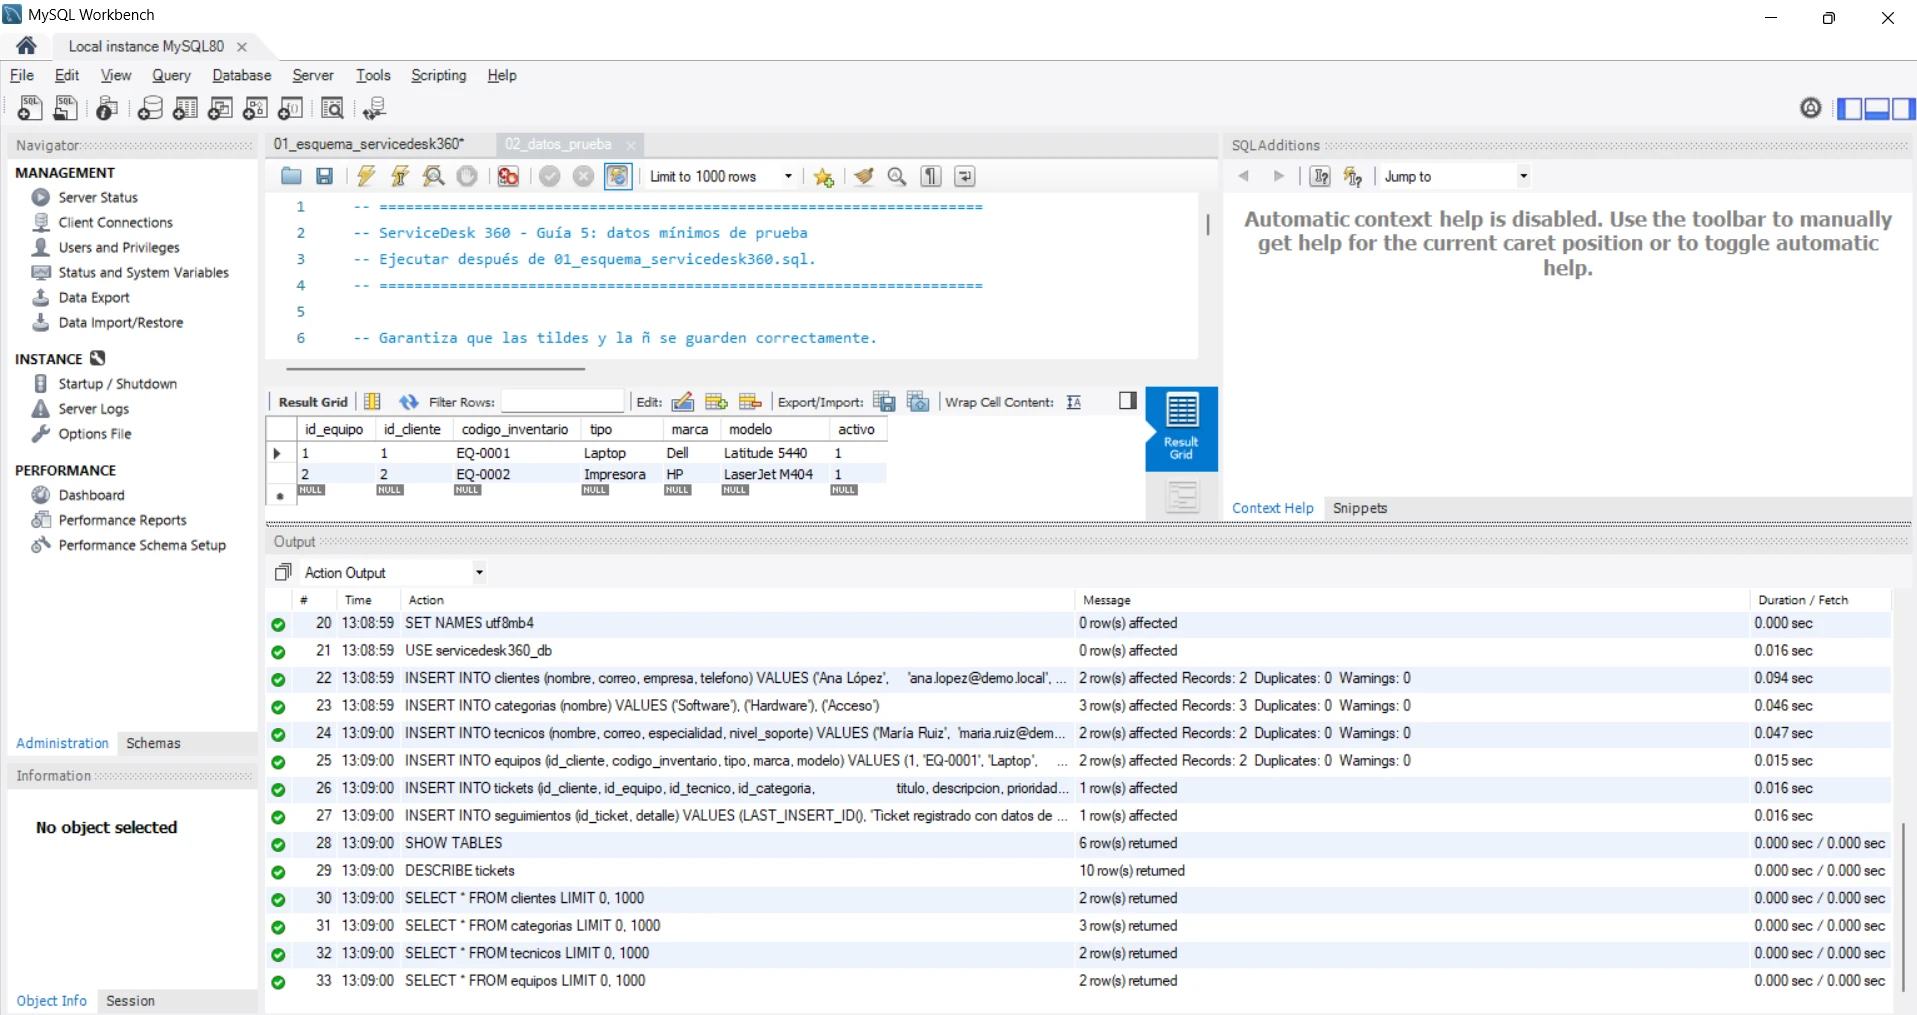 MySQL Workbench
Local instance MySQL80
File Edit View Query Database Server Tools Scripting Help
Navigator
MANAGEMENT
Server Status
Client Connections
Users and Privileges
Status and System Variables
Data Export
Data Import/Restore
INSTANCE
Startup / Shutdown
Server Logs
Options File
PERFORMANCE
Dashboard
Performance Reports
Performance Schema Setup
Administration Schemas
Information
No object selected
Object Info Session
01_esquema_servicedesk360* 02_datos_prueba
Limit to 1000 rows
1 -- =====================================================================
2 -- ServiceDesk 360 - Guía 5: datos mínimos de prueba
3 -- Ejecutar después de 01_esquema_servicedesk360.sql.
4 -- =====================================================================
5
6 -- Garantiza que las tildes y la ñ se guarden correctamente.
Result Grid Filter Rows: Edit: Export/Import: Wrap Cell Content:
id_equipo id_cliente codigo_inventario tipo marca modelo activo
1 1 EQ-0001 Laptop Dell Latitude 5440 1
2 2 EQ-0002 Impresora HP LaserJet M404 1
NULL NULL NULL NULL NULL NULL NULL
Result Grid
SQLAdditions
Jump to
Automatic context help is disabled. Use the toolbar to manually
get help for the current caret position or to toggle automatic
help.
Context Help Snippets
Output
Action Output
# Time Action Message Duration / Fetch
20 13:08:59 SET NAMES utf8mb4 0 row(s) affected 0.000 sec
21 13:08:59 USE servicedesk360_db 0 row(s) affected 0.016 sec
22 13:08:59 INSERT INTO clientes (nombre, correo, empresa, telefono) VALUES ('Ana López', 'ana.lopez@demo.local', ... 2 row(s) affected Records: 2 Duplicates: 0 Warnings: 0 0.094 sec
23 13:08:59 INSERT INTO categorias (nombre) VALUES ('Software'), ('Hardware'), ('Acceso') 3 row(s) affected Records: 3 Duplicates: 0 Warnings: 0 0.046 sec
24 13:09:00 INSERT INTO tecnicos (nombre, correo, especialidad, nivel_soporte) VALUES ('María Ruiz', 'maria.ruiz@dem... 2 row(s) affected Records: 2 Duplicates: 0 Warnings: 0 0.047 sec
25 13:09:00 INSERT INTO equipos (id_cliente, codigo_inventario, tipo, marca, modelo) VALUES (1, 'EQ-0001', 'Laptop', ... 2 row(s) affected Records: 2 Duplicates: 0 Warnings: 0 0.015 sec
26 13:09:00 INSERT INTO tickets (id_cliente, id_equipo, id_tecnico, id_categoria, titulo, descripcion, prioridad... 1 row(s) affected 0.016 sec
27 13:09:00 INSERT INTO seguimientos (id_ticket, detalle) VALUES (LAST_INSERT_ID(), 'Ticket registrado con datos de ... 1 row(s) affected 0.016 sec
28 13:09:00 SHOW TABLES 6 row(s) returned 0.000 sec / 0.000 sec
29 13:09:00 DESCRIBE tickets 10 row(s) returned 0.000 sec / 0.000 sec
30 13:09:00 SELECT * FROM clientes LIMIT 0, 1000 2 row(s) returned 0.000 sec / 0.000 sec
31 13:09:00 SELECT * FROM categorias LIMIT 0, 1000 3 row(s) returned 0.000 sec / 0.000 sec
32 13:09:00 SELECT * FROM tecnicos LIMIT 0, 1000 2 row(s) returned 0.000 sec / 0.000 sec
33 13:09:00 SELECT * FROM equipos LIMIT 0, 1000 2 row(s) returned 0.000 sec / 0.000 sec